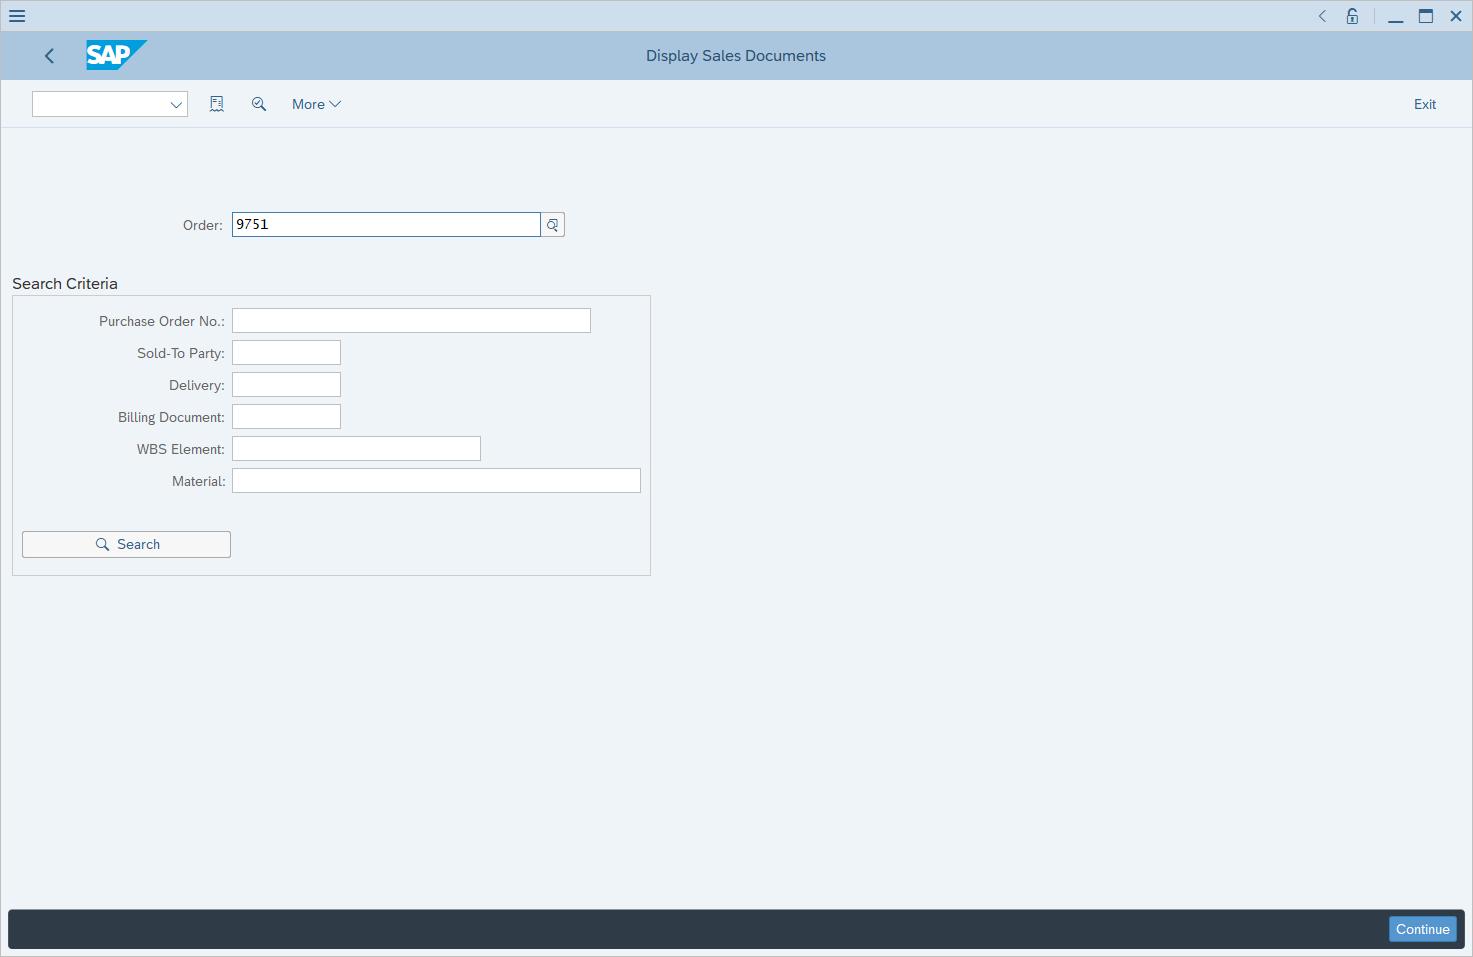 SAP
Display Sales Documents
More
Exit
Order: 9751
Search Criteria
Purchase Order No.:
Sold-To Party:
Delivery:
Billing Document:
WBS Element:
Material:
Search
Continue